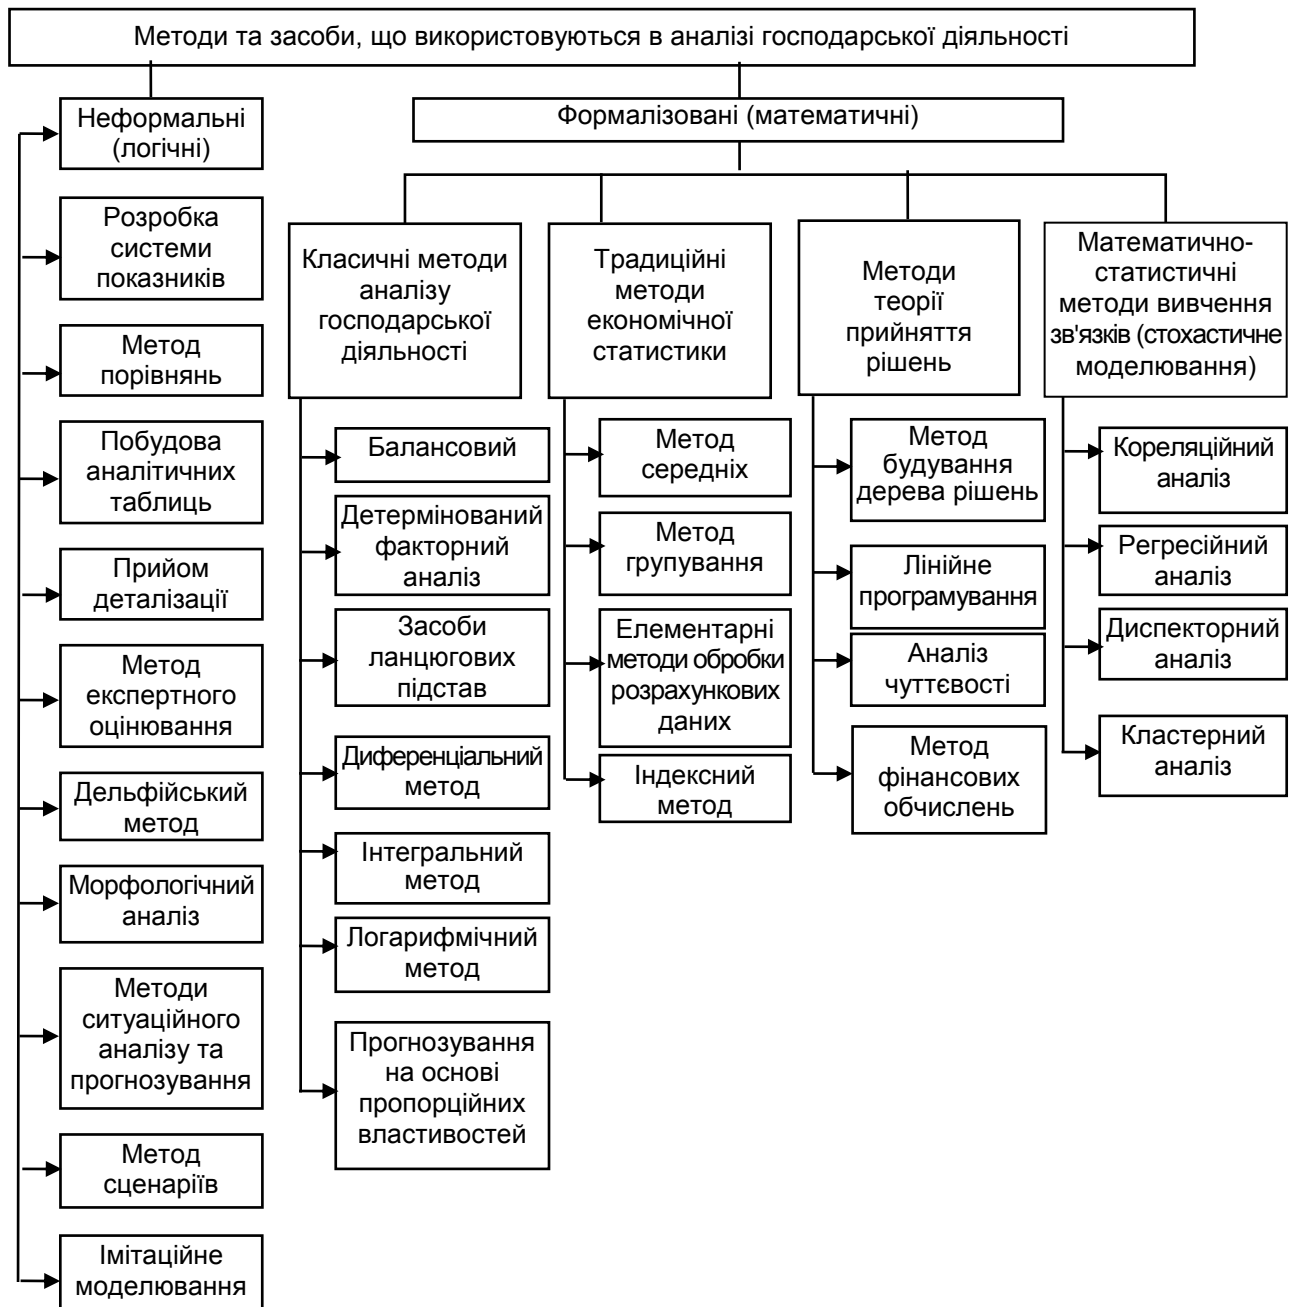 Методи та засоби, що використовуються в аналізі господарської діяльності
Неформальні
(логічні)
Розробка
системи
показників
Метод
порівнянь
Побудова
аналітичних
таблиць
Прийом
деталізації
Метод
експертного
оцінювання
Дельфійський
метод
Морфологічний
аналіз
Методи
ситуаційного
аналізу та
прогнозування
Метод
сценаріїв
Імітаційне
моделювання
Формалізовані (математичні)
Класичні методи
аналізу
господарської
діяльності
Балансовий
Детермінований
факторний
аналіз
Засоби
ланцюгових
підстав
Диференціальний
метод
Інтегральний
метод
Логарифмічний
метод
Прогнозування
на основі
пропорційних
властивостей
Традиційні
методи
економічної
статистики
Метод
середніх
Метод
групування
Елементарні
методи обробки
розрахункових
даних
Індексний
метод
Методи
теорії
прийняття
рішень
Метод
будування
дерева рішень
Лінійне
програмування
Аналіз
чуттєвості
Метод
фінансових
обчислень
Математично-
статистичні
методи вивчення
зв'язків (стохастичне
моделювання)
Кореляційний
аналіз
Регресійний
аналіз
Диспекторний
аналіз
Кластерний
аналіз